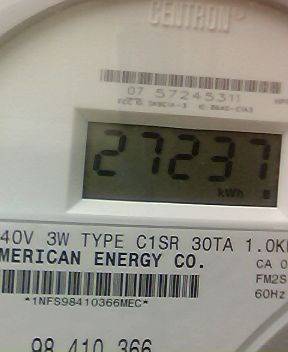 CENTRON
07 57245311
27237
kWh
40V 3W TYPE C1SR 30TA 1.0K
MERICAN ENERGY CO.
CA 0
FM2S
60Hz
*1NFS98410366MEC*
98 410 366